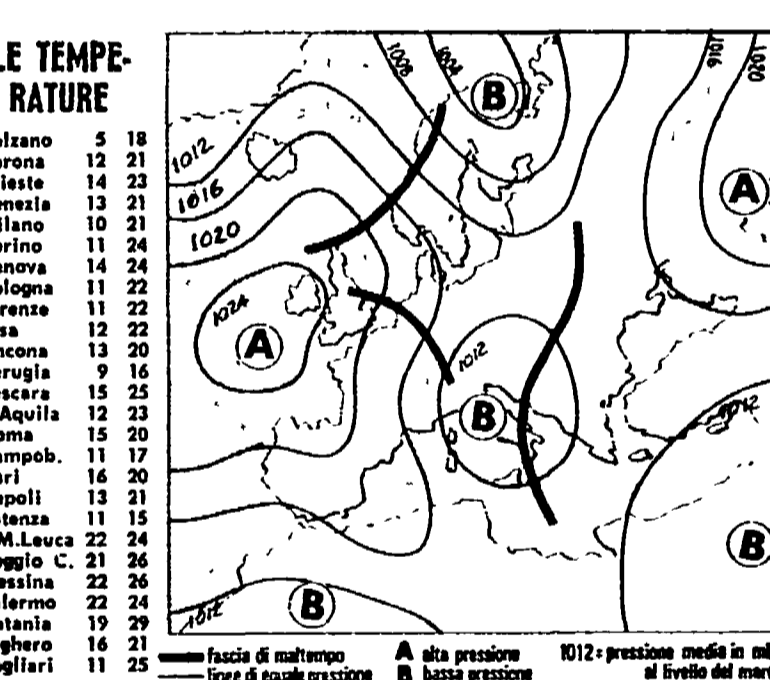 LE TEMPE-
RATURE
olzano 5 18
erona 12 21
ieste 14 23
enezia 13 21
ilano 10 21
orino 11 24
enova 14 24
ologna 11 22
renze 11 22
sa 12 22
ncona 13 20
erugia 9 16
escara 15 25
Aquila 12 23
oma 15 20
ampob. 11 17
ari 16 20
apoli 13 21
tenza 11 15
M.Leuca 22 24
eggio C. 21 26
essina 22 26
alermo 22 24
atania 19 29
ghero 16 21
agliari 11 25
1008
1004
B
1016
1020
1012
1016
1020
A
1024
A
1012
B
1012
B
B
1012
fascia di maltempo
linee di eguale pressione
A alta pressione
B bassa pressione
1012=pressione media in
al livello del